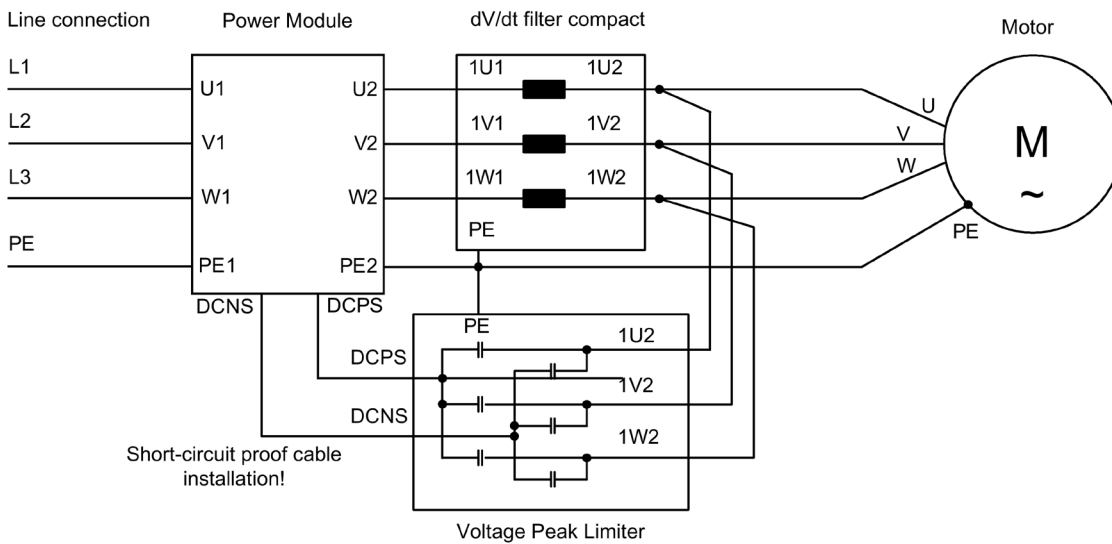 Line connection
Power Module
dV/dt filter compact
Motor
L1
U1
U2
1U1
1U2
U
L2
V1
V2
1V1
1V2
V
M
~
L3
W1
W2
1W1
1W2
W
PE
PE1
PE2
PE
PE
DCNS
DCPS
PE
1U2
DCPS
1V2
DCNS
1W2
Short-circuit proof cable
installation!
Voltage Peak Limiter